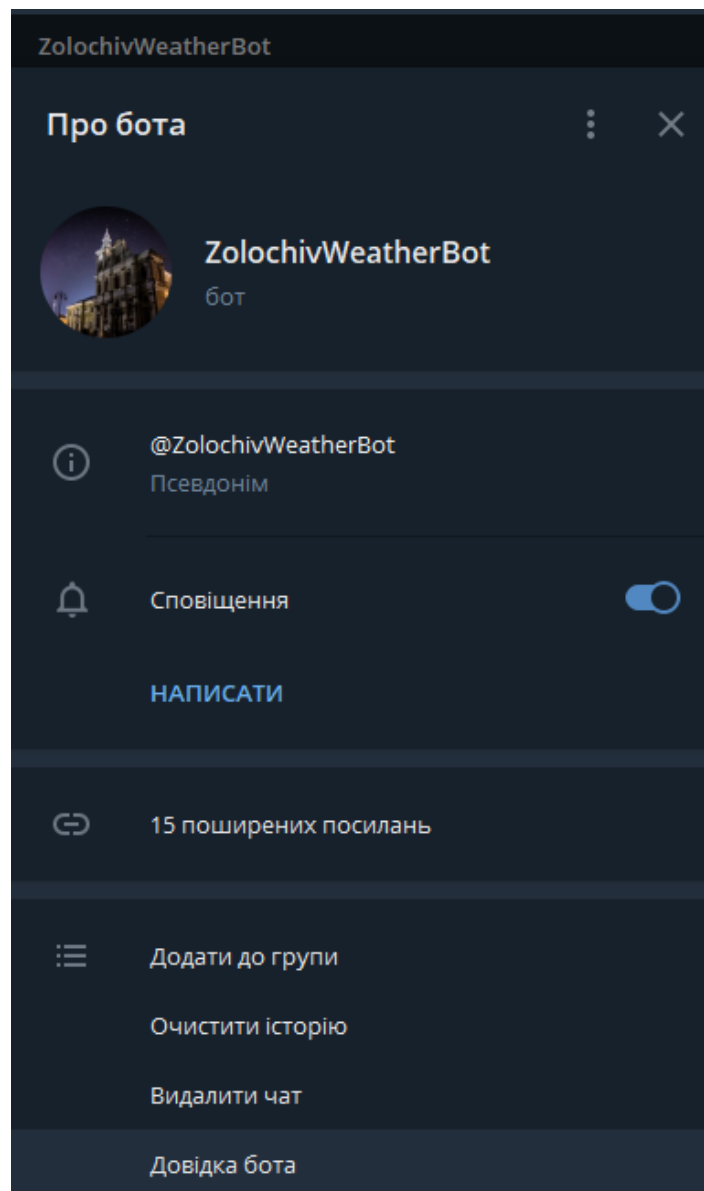 ZolochivWeatherBot
Про бота
ZolochivWeatherBot
бот
@ZolochivWeatherBot
Псевдонім
Сповіщення
НАПИСАТИ
15 поширених посилань
Додати до групи
Очистити історію
Видалити чат
Довідка бота